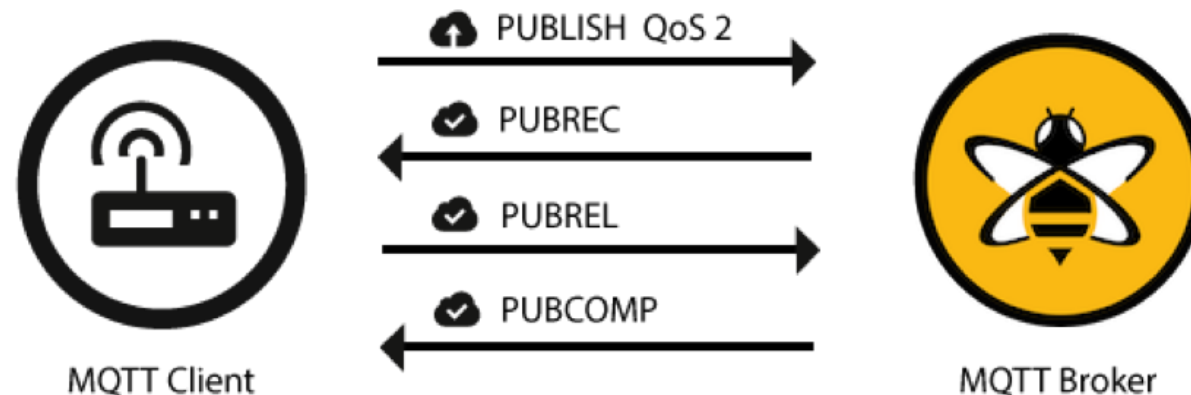 PUBLISH QoS 2
PUBREC
PUBREL
PUBCOMP
MQTT Client
MQTT Broker